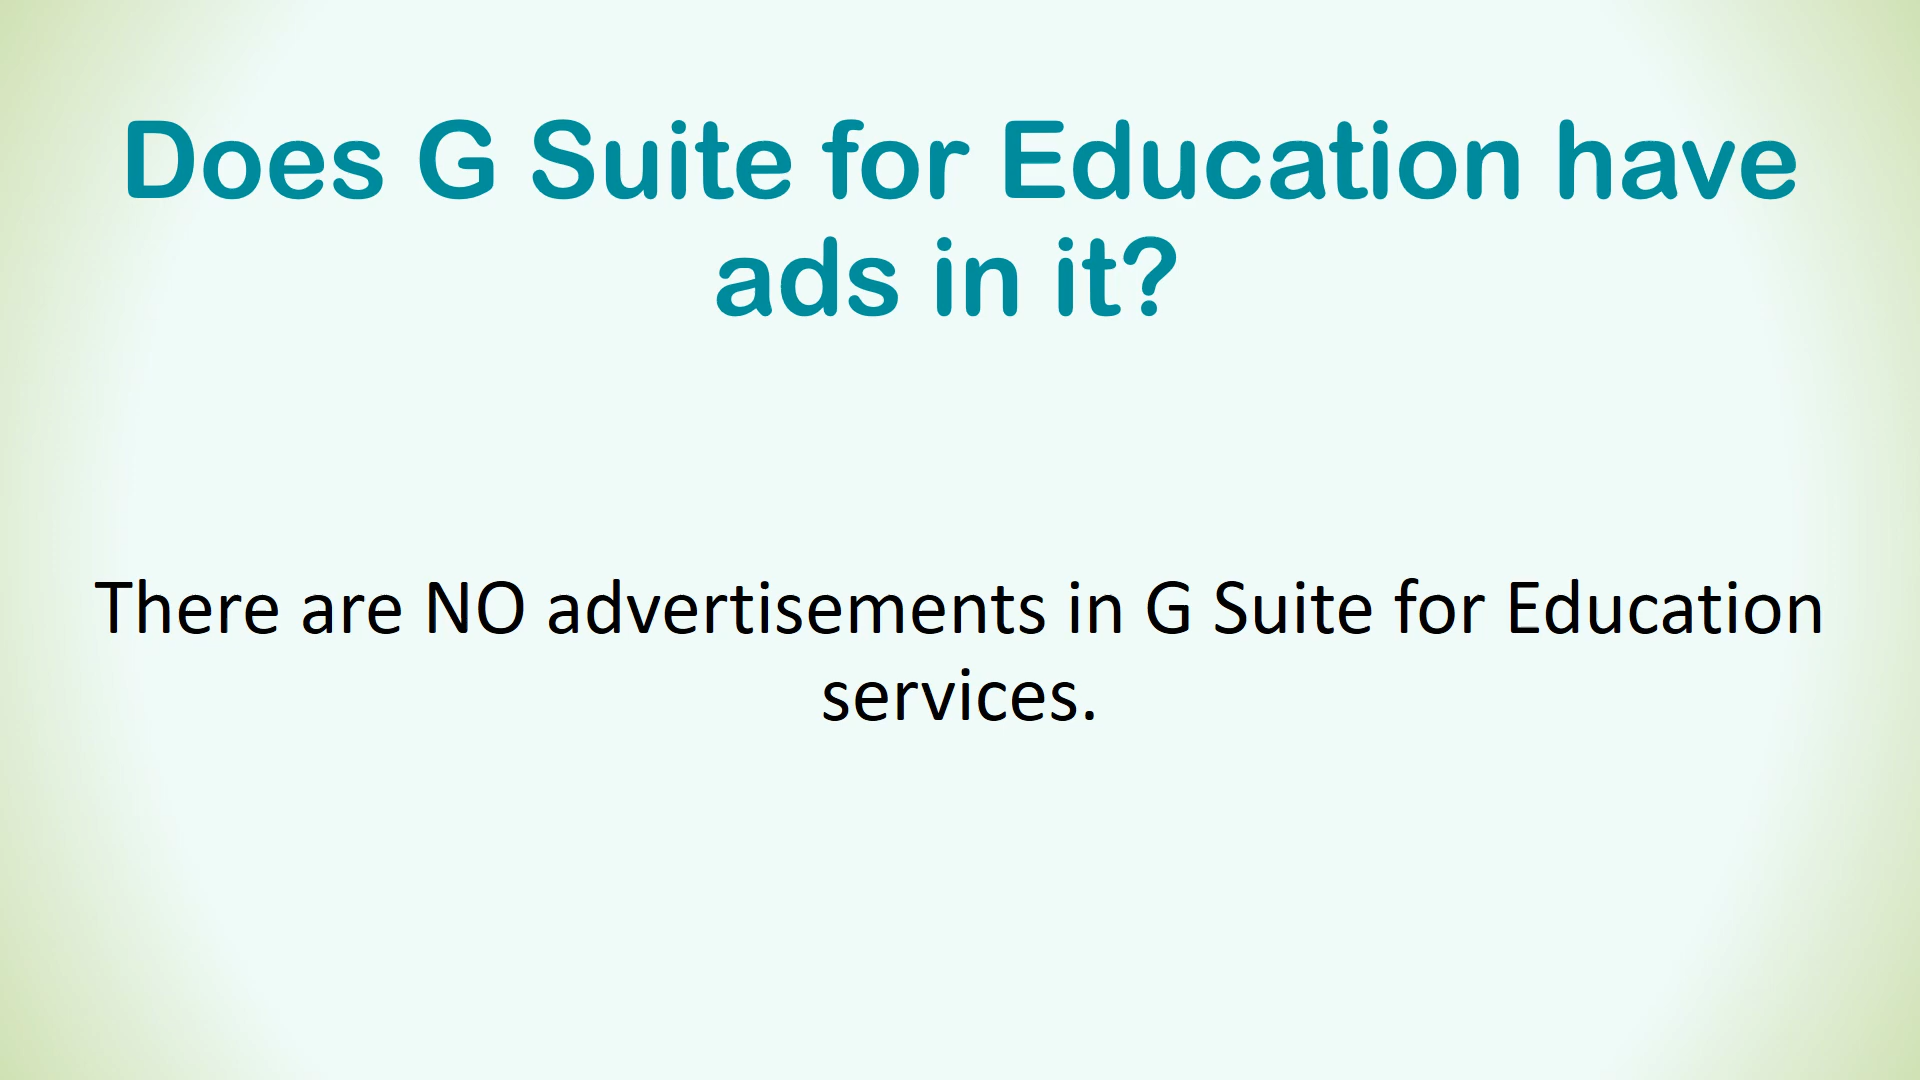 Does G Suite for Education have
ads in it?
There are NO advertisements in G Suite for Education
services.